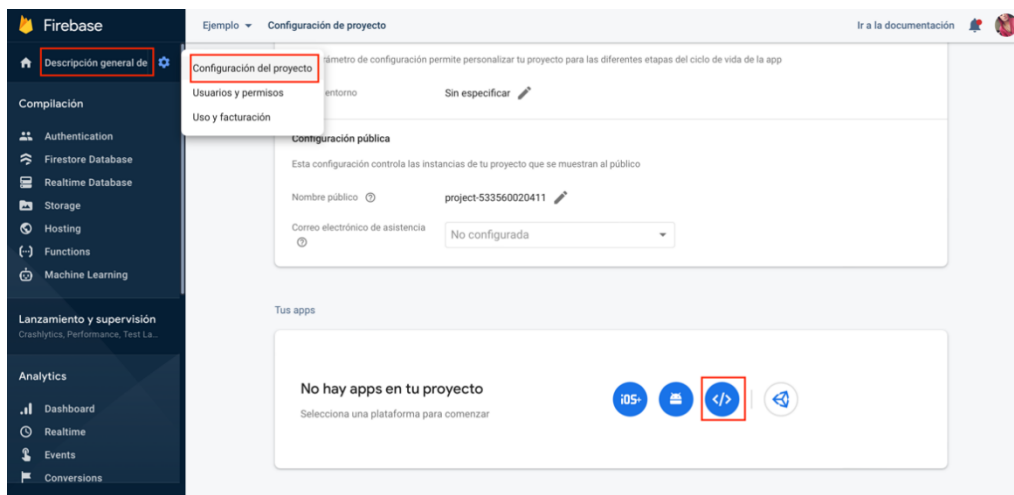 Firebase
Ejemplo
Configuración de proyecto
Ir a la documentación
Descripción general de
Configuración del proyecto
Usuarios y permisos
Uso y facturación
ámetro de configuración permite personalizar tu proyecto para las diferentes etapas del ciclo de vida de la app
entorno
Sin especificar
Compilación
Authentication
Firestore Database
Realtime Database
Storage
Hosting
Functions
Machine Learning
Configuración pública
Esta configuración controla las instancias de tu proyecto que se muestran al público
Nombre público
project-533560020411
Correo electrónico de asistencia
No configurada
Lanzamiento y supervisión
Crashlytics, Performance, Test La...
Analytics
Dashboard
Realtime
Events
Conversions
Tus apps
No hay apps en tu proyecto
Selecciona una plataforma para comenzar
iOS+
</>